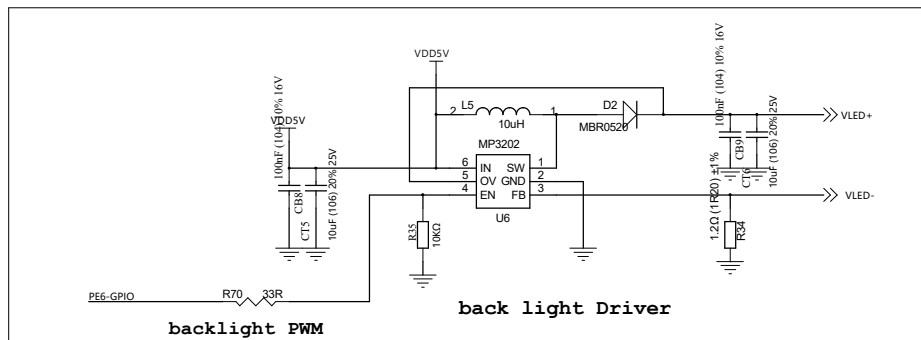 VDD5V
100nF (104) 10% 16V
VDD5V
CB8
CT5
10uF (106) 20% 25V
2
L5
1
10uH
MP3202
D2
MBR0520
6
IN
SW
1
5
OV
GND
2
4
EN
FB
3
U6
R35
10KΩ
100nF (104) 10% 16V
CB9
CT6
10uF (106) 20% 25V
VLED+
VLED-
1.2Ω (1R20) ±1%
R34
PE6-GPIO
R70
33R
backlight PWM
back light Driver